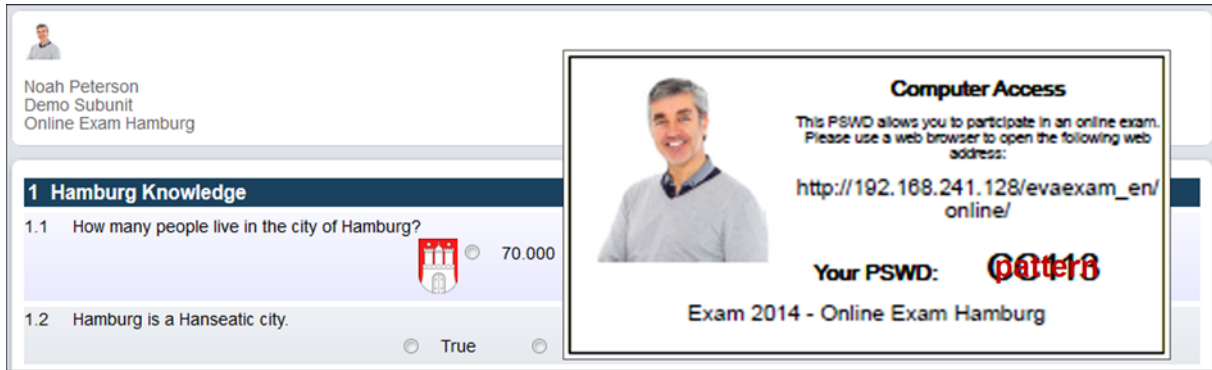 Noah Peterson
Demo Subunit
Online Exam Hamburg
1 Hamburg Knowledge
1.1 How many people live in the city of Hamburg?
70.000
1.2 Hamburg is a Hanseatic city.
True
Computer Access
This PSWD allows you to participate in an online exam.
Please use a web browser to open the following web
address:
http://192.168.241.128/evaexam_en/
online/
Your PSWD:
pattern
Exam 2014 - Online Exam Hamburg